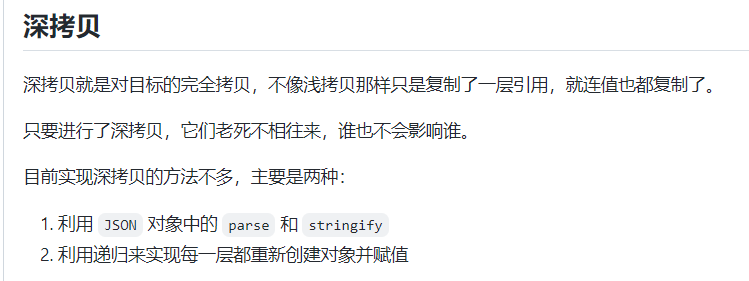 深拷贝
深拷贝就是对目标的完全拷贝，不像浅拷贝那样只是复制了一层引用，就连值也都复制了。
只要进行了深拷贝，它们老死不相往来，谁也不会影响谁。
目前实现深拷贝的方法不多，主要是两种：
1. 利用 JSON 对象中的 parse 和 stringify
2. 利用递归来实现每一层都重新创建对象并赋值